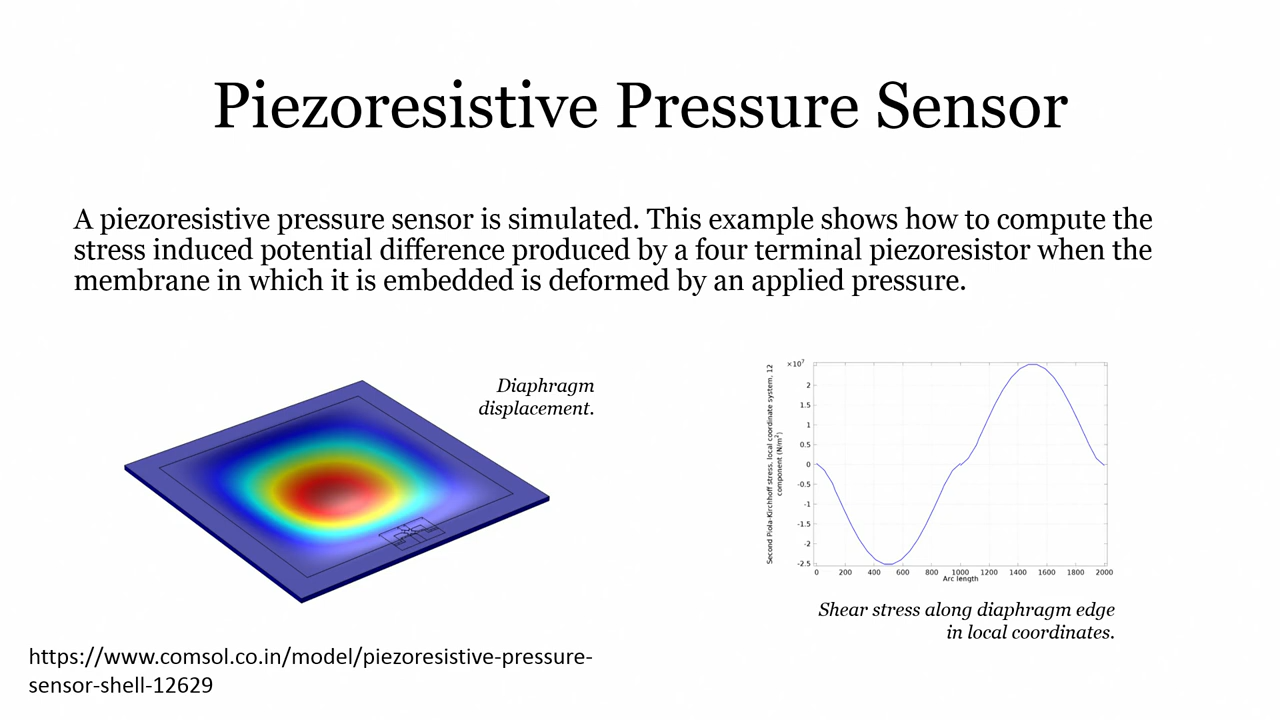 Piezoresistive Pressure Sensor
A piezoresistive pressure sensor is simulated. This example shows how to compute the
stress induced potential difference produced by a four terminal piezoresistor when the
membrane in which it is embedded is deformed by an applied pressure.
Diaphragm
displacement.
×10⁷
2
1.5
1
0.5
0
-0.5
-1
-1.5
-2
-2.5
Second Piola-Kirchhoff stress, local coordinate system, 12
component (N/m²)
0 200 400 600 800 1000 1200 1400 1600 1800 2000
Arc length
Shear stress along diaphragm edge
in local coordinates.
https://www.comsol.co.in/model/piezoresistive-pressure-
sensor-shell-12629